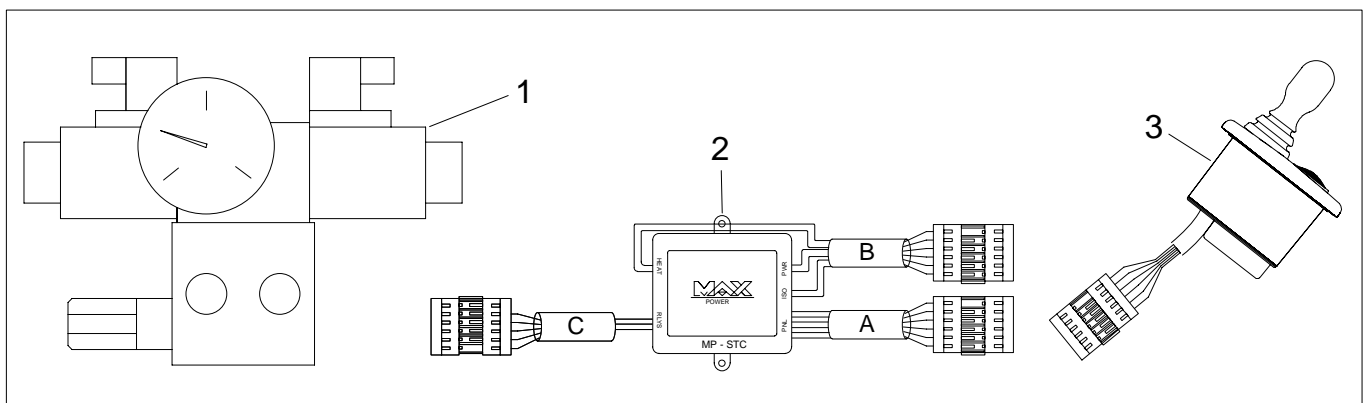 1
2
3
HEAT
PWR
B
ISO
MAX
POWER
RLYS
C
PNL
A
MP - STC